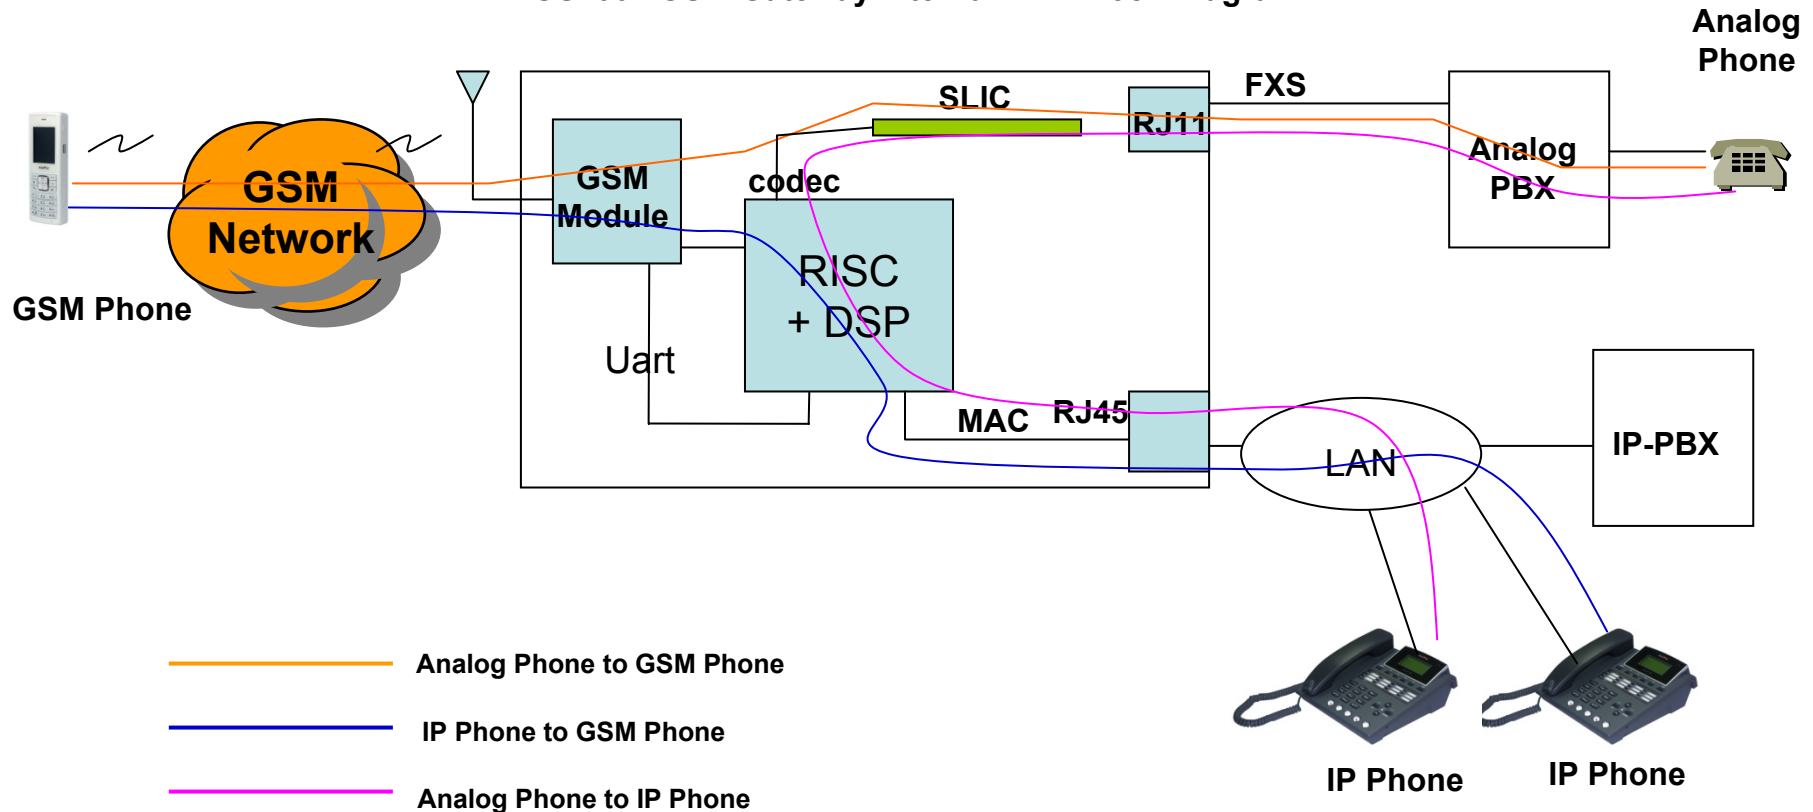 Analog
Phone
FXS
SLIC
RJ11
Analog
PBX
GSM
Module
codec
GSM
Network
RISC
+ DSP
GSM Phone
Uart
MAC
RJ45
LAN
IP-PBX
Analog Phone to GSM Phone
IP Phone to GSM Phone
Analog Phone to IP Phone
IP Phone
IP Phone